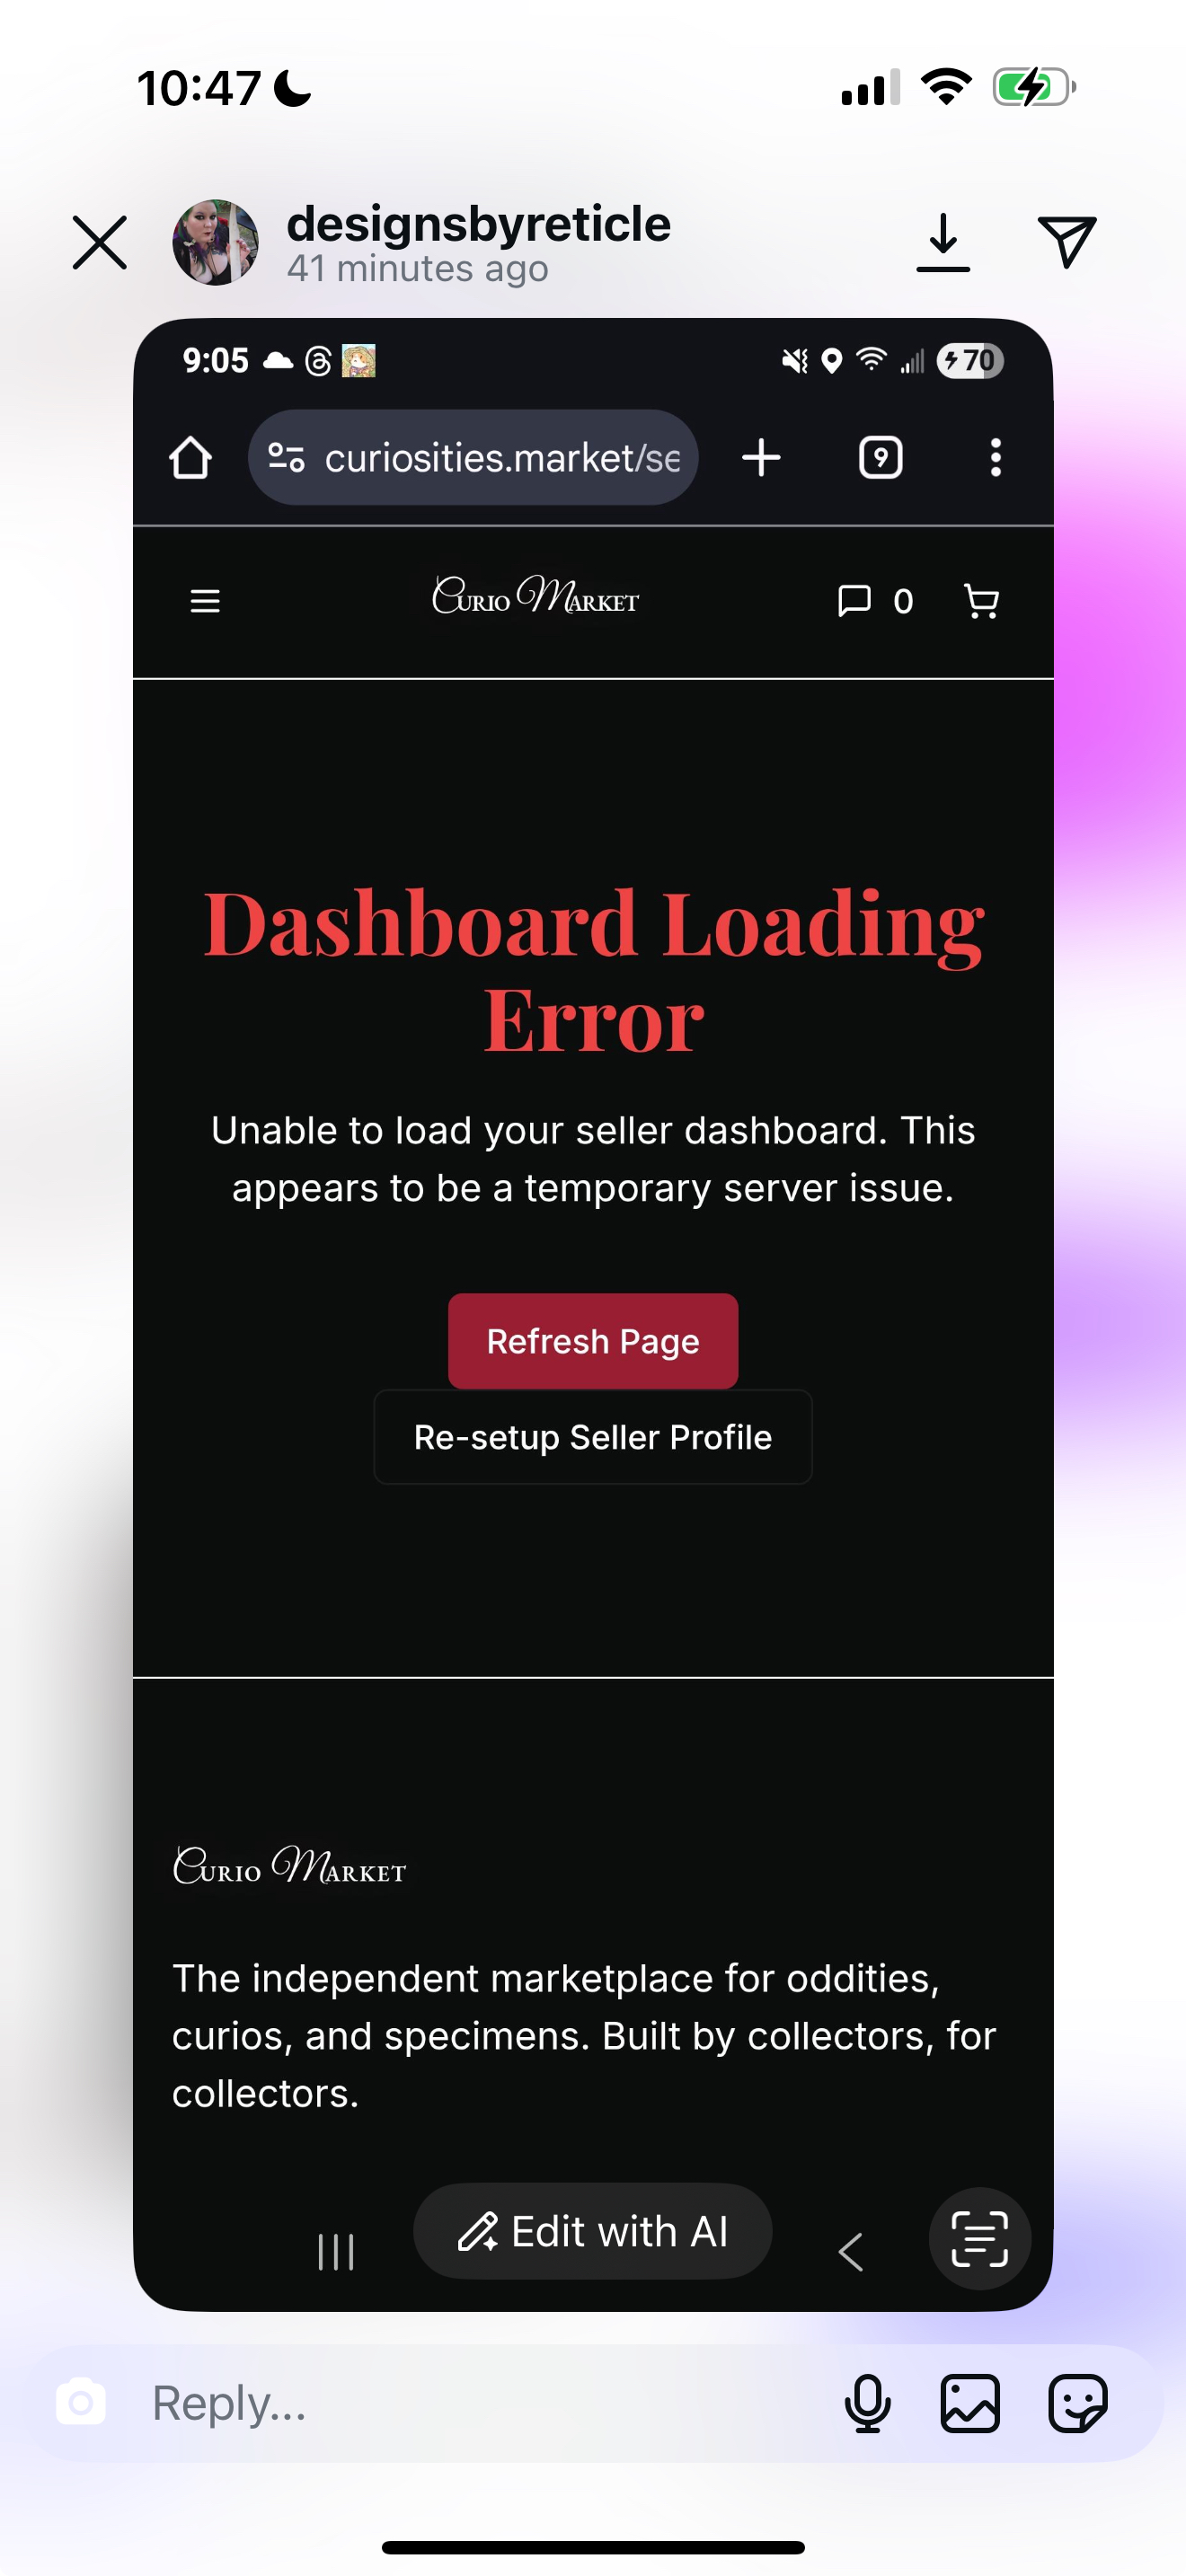 10:47
designsbyreticle
41 minutes ago
9:05
70
curiosities.market/se
9
Curio Market
0
Dashboard Loading
Error
Unable to load your seller dashboard. This
appears to be a temporary server issue.
Refresh Page
Re-setup Seller Profile
Curio Market
The independent marketplace for oddities,
curios, and specimens. Built by collectors, for
collectors.
Edit with AI
Reply...